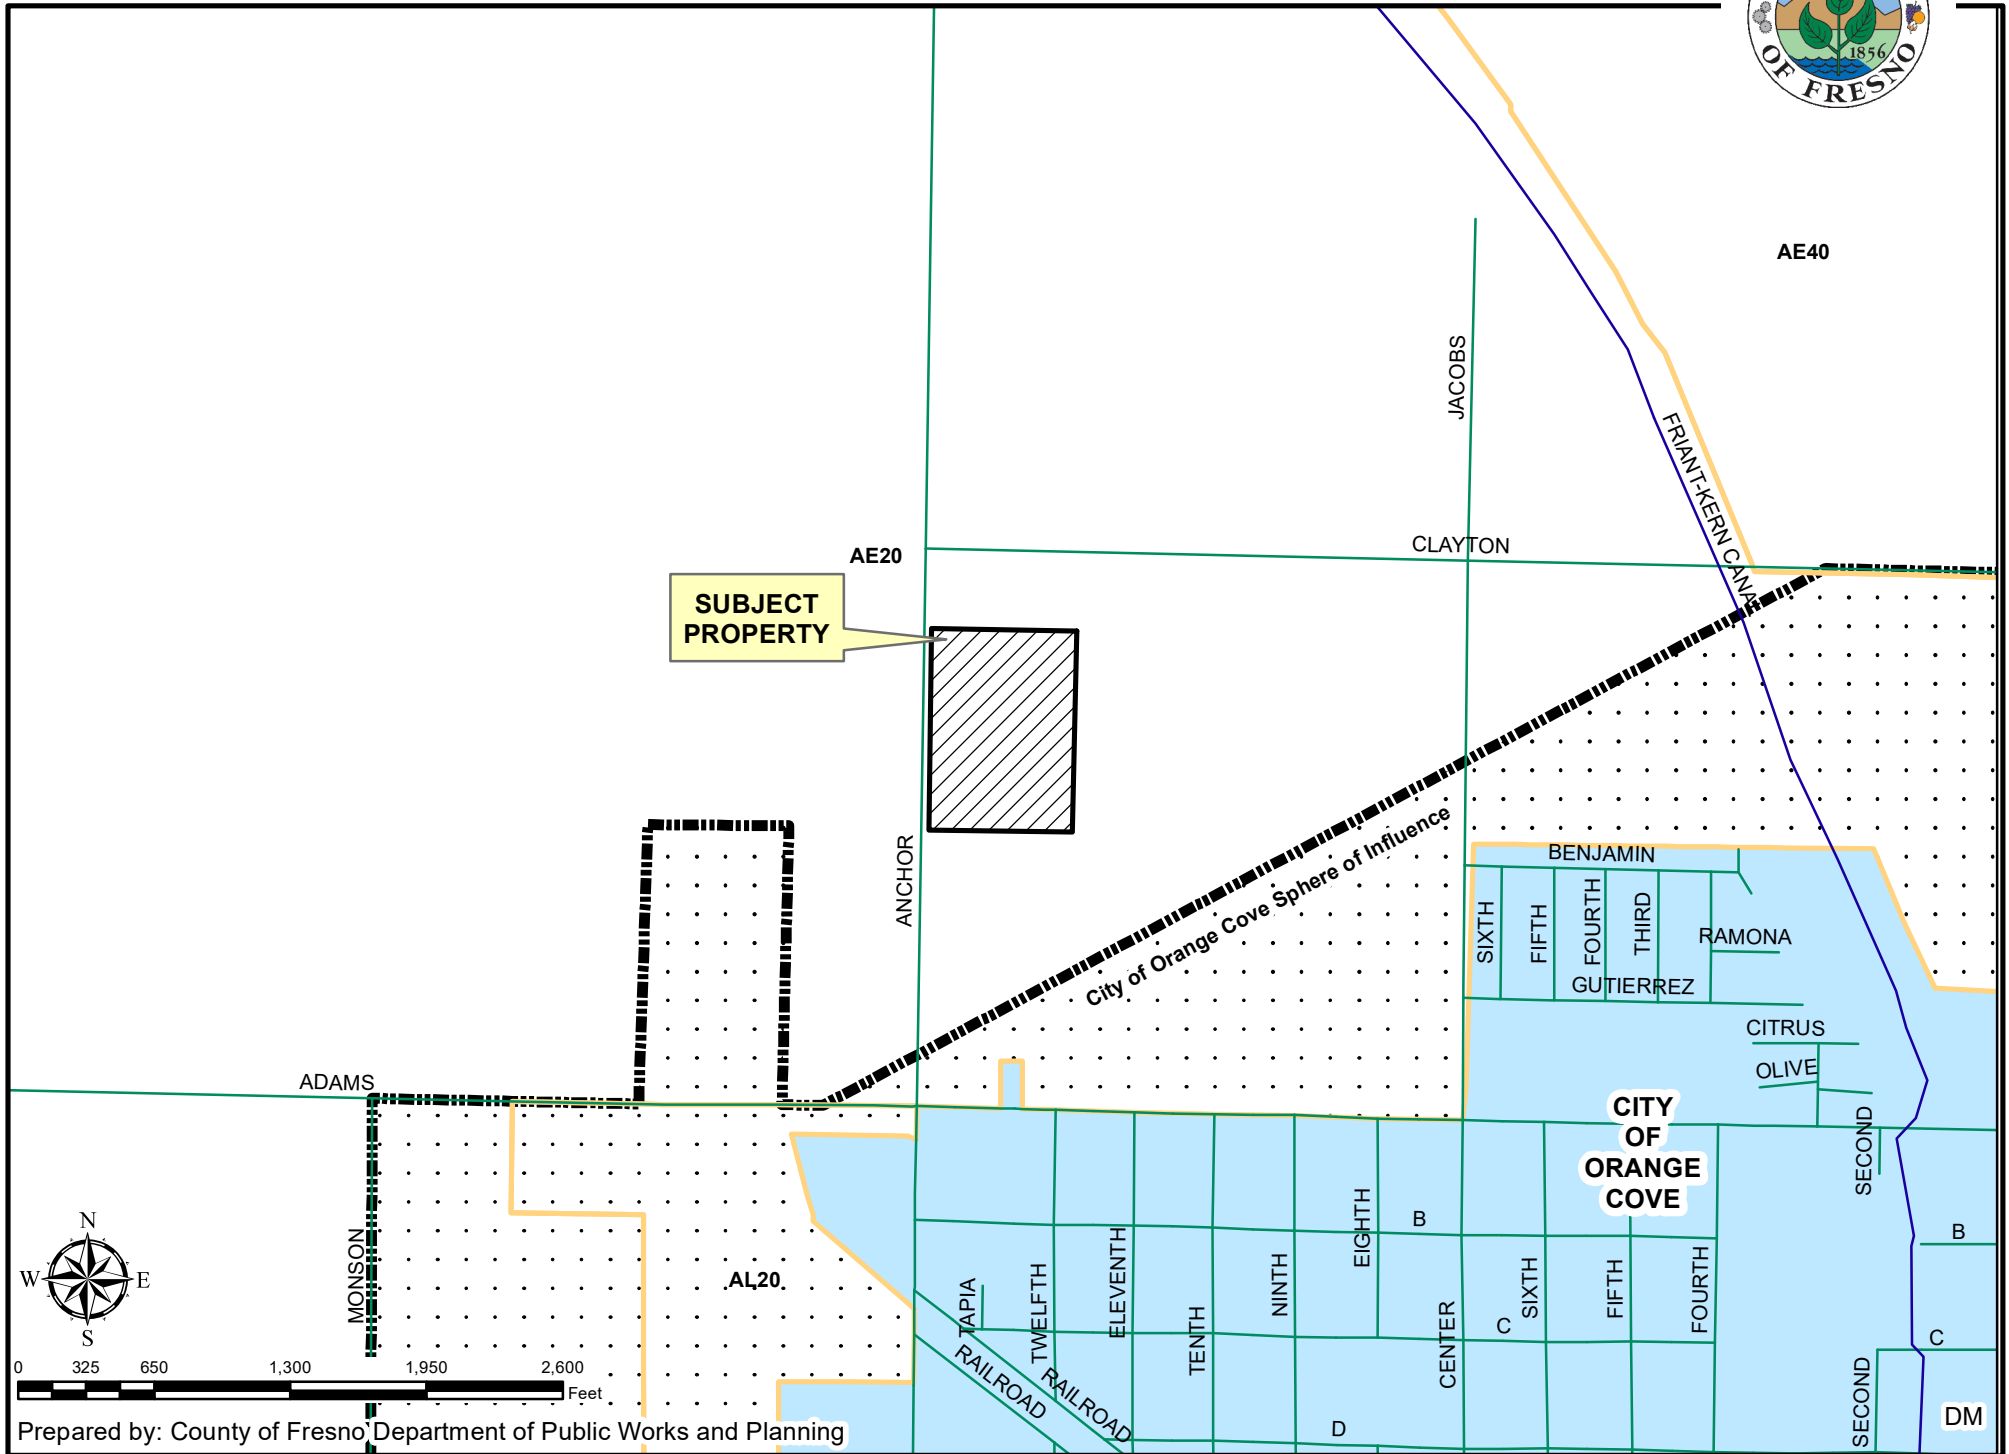 1856
OF FRESNO
AE40
JACOBS
FRIANT-KERN CANAL
CLAYTON
AE20
SUBJECT
PROPERTY
ANCHOR
City of Orange Cove Sphere of Influence
BENJAMIN
SIXTH
FIFTH
FOURTH
THIRD
RAMONA
GUTIERREZ
CITRUS
OLIVE
ADAMS
CITY
OF
ORANGE
COVE
SECOND
MONSON
AL20
B
B
EIGHTH
TAPIA
TWELFTH
ELEVENTH
TENTH
NINTH
CENTER
C
SIXTH
FIFTH
FOURTH
C
SECOND
RAILROAD
RAILROAD
D
N
W E
S
0 325 650 1,300 1,950 2,600
Feet
Prepared by: County of Fresno Department of Public Works and Planning
DM